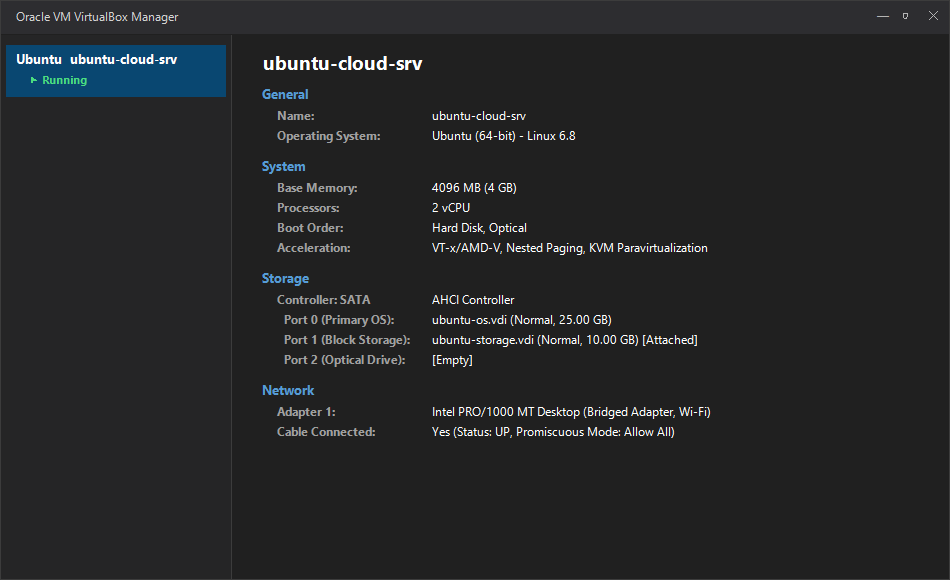 Oracle VM VirtualBox Manager
Ubuntu ubuntu-cloud-srv
Running
ubuntu-cloud-srv
General
Name: ubuntu-cloud-srv
Operating System: Ubuntu (64-bit) - Linux 6.8
System
Base Memory: 4096 MB (4 GB)
Processors: 2 vCPU
Boot Order: Hard Disk, Optical
Acceleration: VT-x/AMD-V, Nested Paging, KVM Paravirtualization
Storage
Controller: SATA AHCI Controller
Port 0 (Primary OS): ubuntu-os.vdi (Normal, 25.00 GB)
Port 1 (Block Storage): ubuntu-storage.vdi (Normal, 10.00 GB) [Attached]
Port 2 (Optical Drive): [Empty]
Network
Adapter 1: Intel PRO/1000 MT Desktop (Bridged Adapter, Wi-Fi)
Cable Connected: Yes (Status: UP, Promiscuous Mode: Allow All)